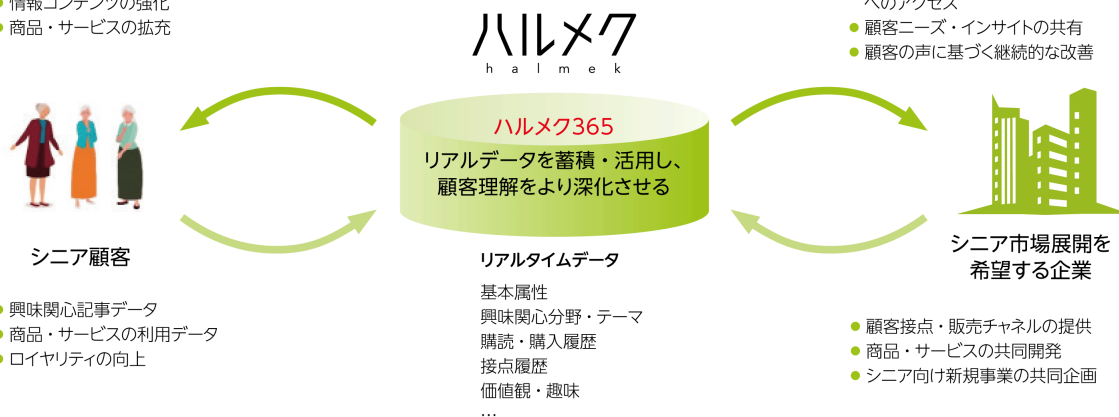 ● 情報コンテンツの強化
● 商品・サービスの拡充
ハルメク
halmek
へのアクセス
● 顧客ニーズ・インサイトの共有
● 顧客の声に基づく継続的な改善
ハルメク365
リアルデータを蓄積・活用し、
顧客理解をより深化させる
シニア顧客
● 興味関心記事データ
● 商品・サービスの利用データ
● ロイヤリティの向上
リアルタイムデータ
基本属性
興味関心分野・テーマ
購読・購入履歴
接点履歴
価値観・趣味
…
シニア市場展開を
希望する企業
● 顧客接点・販売チャネルの提供
● 商品・サービスの共同開発
● シニア向け新規事業の共同企画